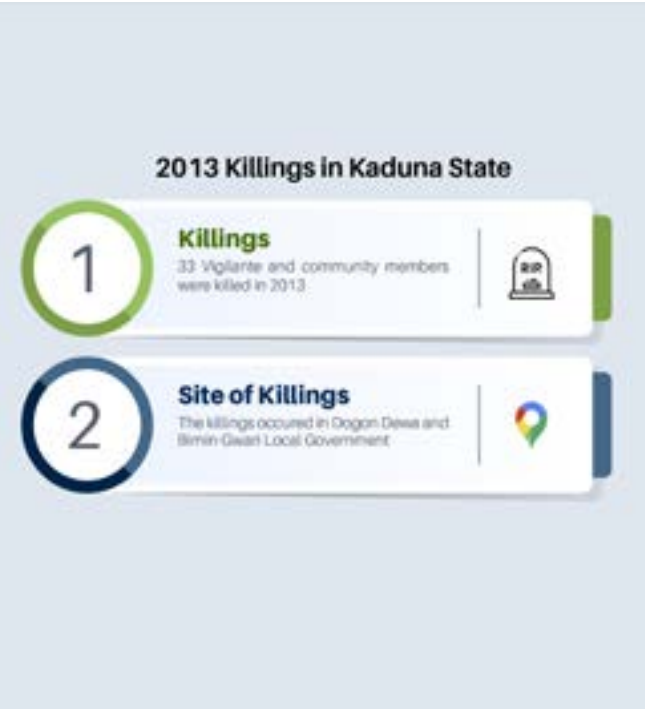 2013 Killings in Kaduna State
1
Killings
33 Vigilante and community members
were killed in 2013
RIP
2
Site of Killings
The killings occured in Dogon Dawa and
Birnin Gwari Local Government